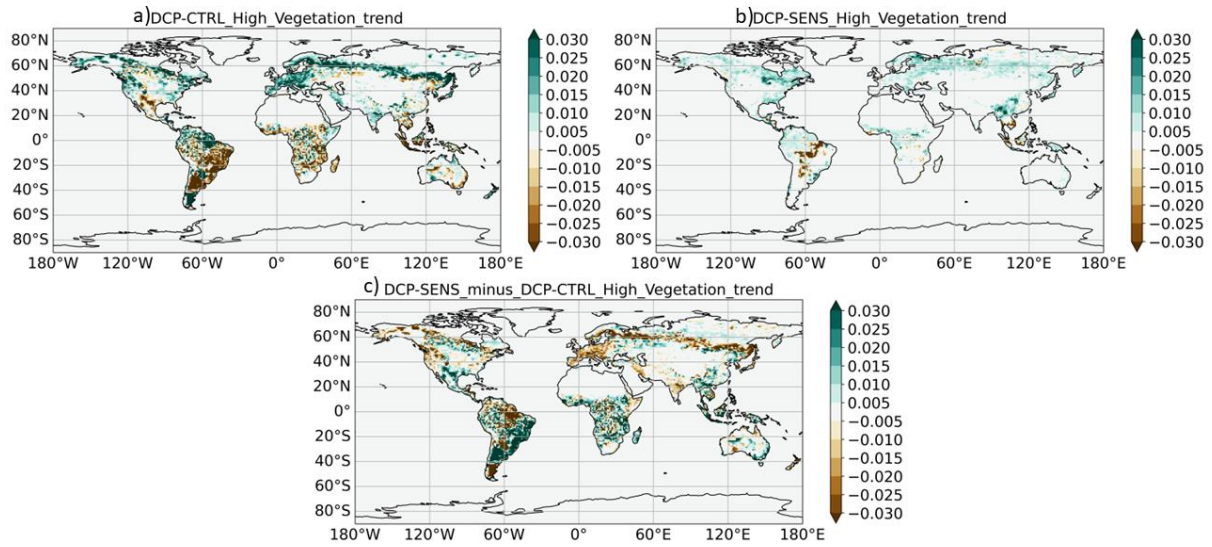 a)DCP-CTRL_High_Vegetation_trend
80°N
60°N
40°N
20°N
0°
20°S
40°S
60°S
80°S
180°W 120°W 60°W 0° 60°E 120°E 180°E
0.030
0.025
0.020
0.015
0.010
0.005
−0.005
−0.010
−0.015
−0.020
−0.025
−0.030
b)DCP-SENS_High_Vegetation_trend
80°N
60°N
40°N
20°N
0°
20°S
40°S
60°S
80°S
180°W 120°W 60°W 0° 60°E 120°E 180°E
0.030
0.025
0.020
0.015
0.010
0.005
−0.005
−0.010
−0.015
−0.020
−0.025
−0.030
c) DCP-SENS_minus_DCP-CTRL_High_Vegetation_trend
80°N
60°N
40°N
20°N
0°
20°S
40°S
60°S
80°S
180°W 120°W 60°W 0° 60°E 120°E 180°E
0.030
0.025
0.020
0.015
0.010
0.005
−0.005
−0.010
−0.015
−0.020
−0.025
−0.030